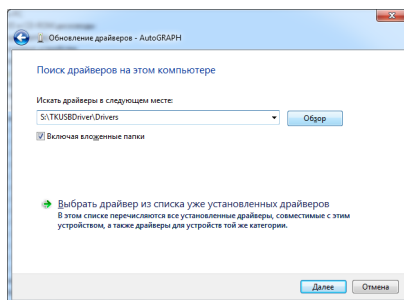 Обновление драйверов - AutoGRAPH
Поиск драйверов на этом компьютере
Искать драйверы в следующем месте:
S:\TKUSBDriver\Drivers
Обзор
Включая вложенные папки
Выбрать драйвер из списка уже установленных драйверов
В этом списке перечисляются все установленные драйверы, совместимые с этим
устройством, а также драйверы для устройств той же категории.
Далее
Отмена